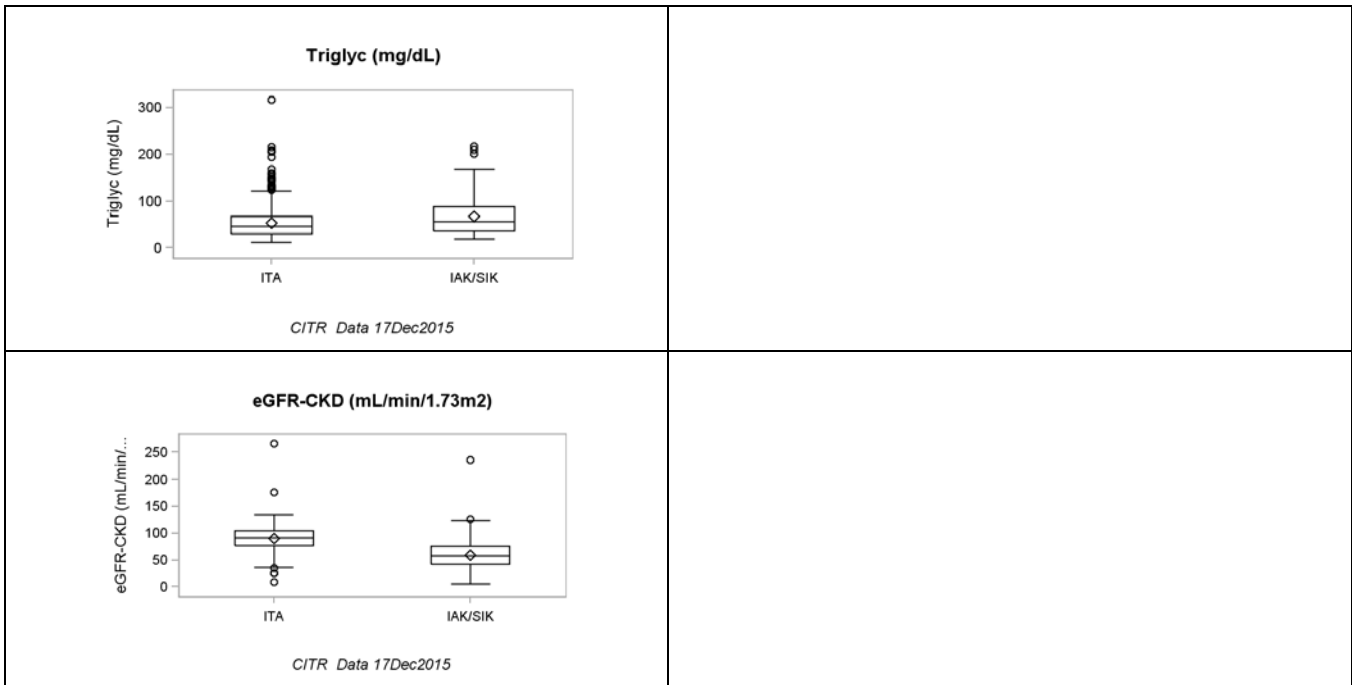 Triglyc (mg/dL)
Triglyc (mg/dL)
300
200
100
0
ITA IAK/SIK
CITR Data 17Dec2015
eGFR-CKD (mL/min/1.73m2)
eGFR-CKD (mL/min/...
250
200
150
100
50
0
ITA IAK/SIK
CITR Data 17Dec2015